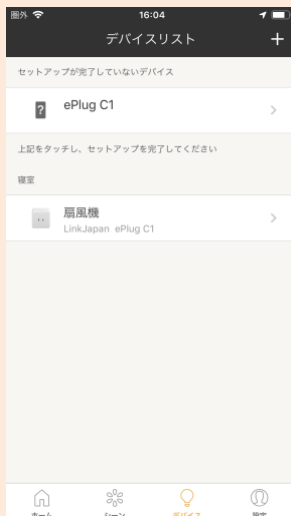 圏外 16:04
デバイスリスト +
セットアップが完了していないデバイス
? ePlug C1
上記をタッチし、セットアップを完了してください
寝室
扇風機
LinkJapan ePlug C1
ホーム シーン デバイス 設定